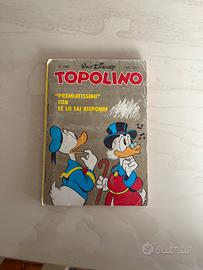 WALT DISNEY
TOPOLINO
"PREMIATISSIMI"
CON
SE LO SAI RISPONDI
subito